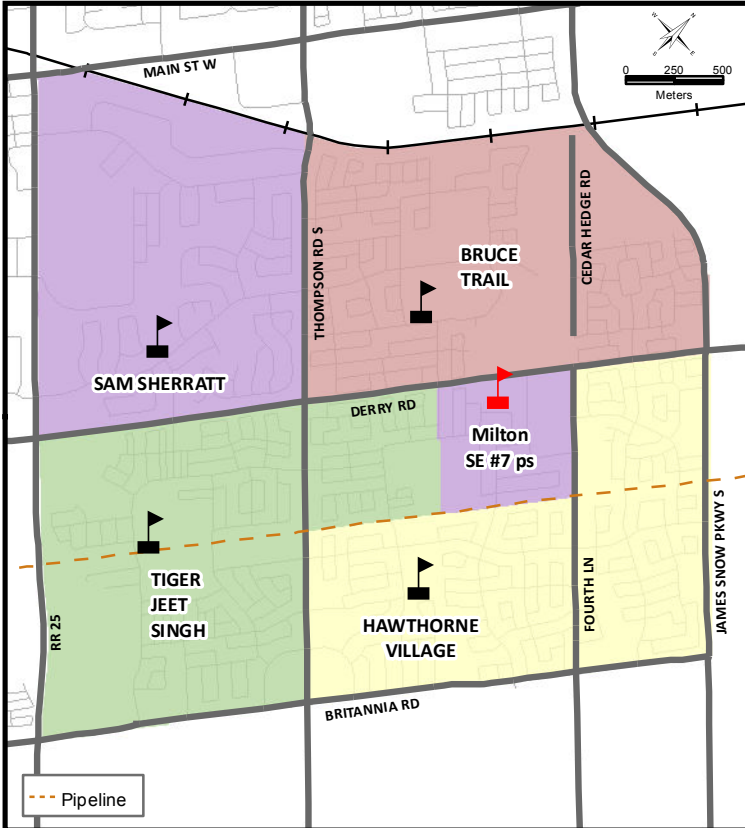 MAIN ST W
W
N
S
E
0 250 500
Meters
CEDAR HEDGE RD
THOMPSON RD S
BRUCE
TRAIL
SAM SHERRATT
DERRY RD
Milton
SE #7 ps
TIGER
JEET
SINGH
HAWTHORNE
VILLAGE
RR 25
FOURTH LN
JAMES SNOW PKWY S
BRITANNIA RD
Pipeline